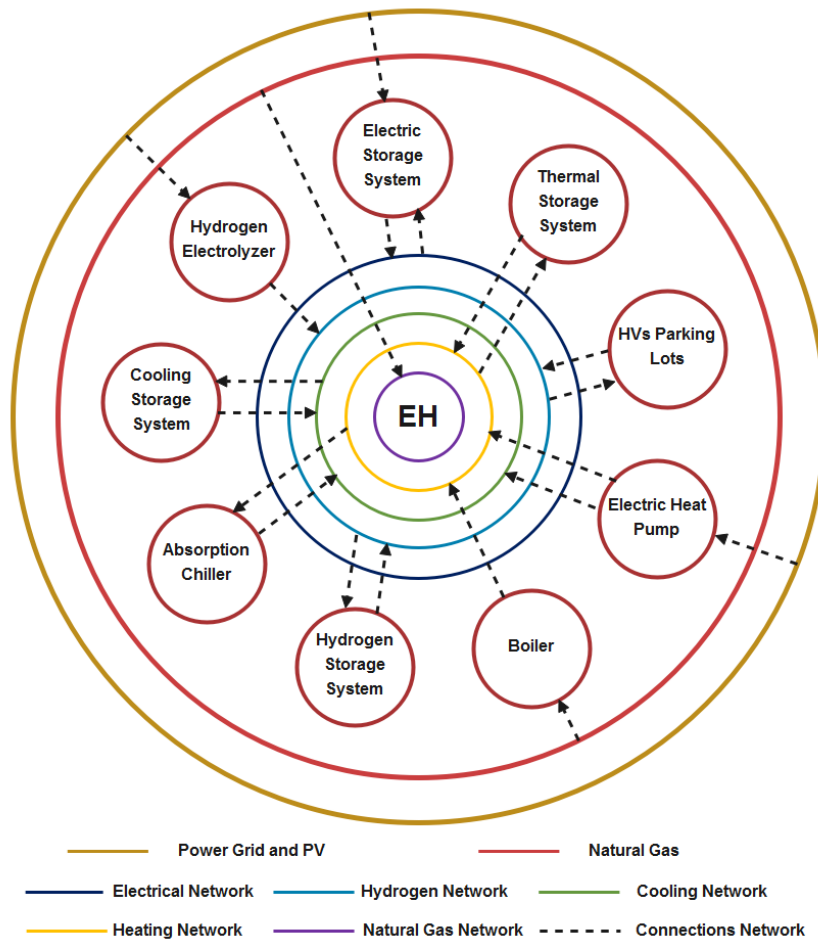 Electric
Storage
System
Thermal
Storage
System
Hydrogen
Electrolyzer
HVs Parking
Lots
Cooling
Storage
System
EH
Electric Heat
Pump
Absorption
Chiller
Hydrogen
Storage
System
Boiler
Power Grid and PV
Natural Gas
Electrical Network
Hydrogen Network
Cooling Network
Heating Network
Natural Gas Network
Connections Network